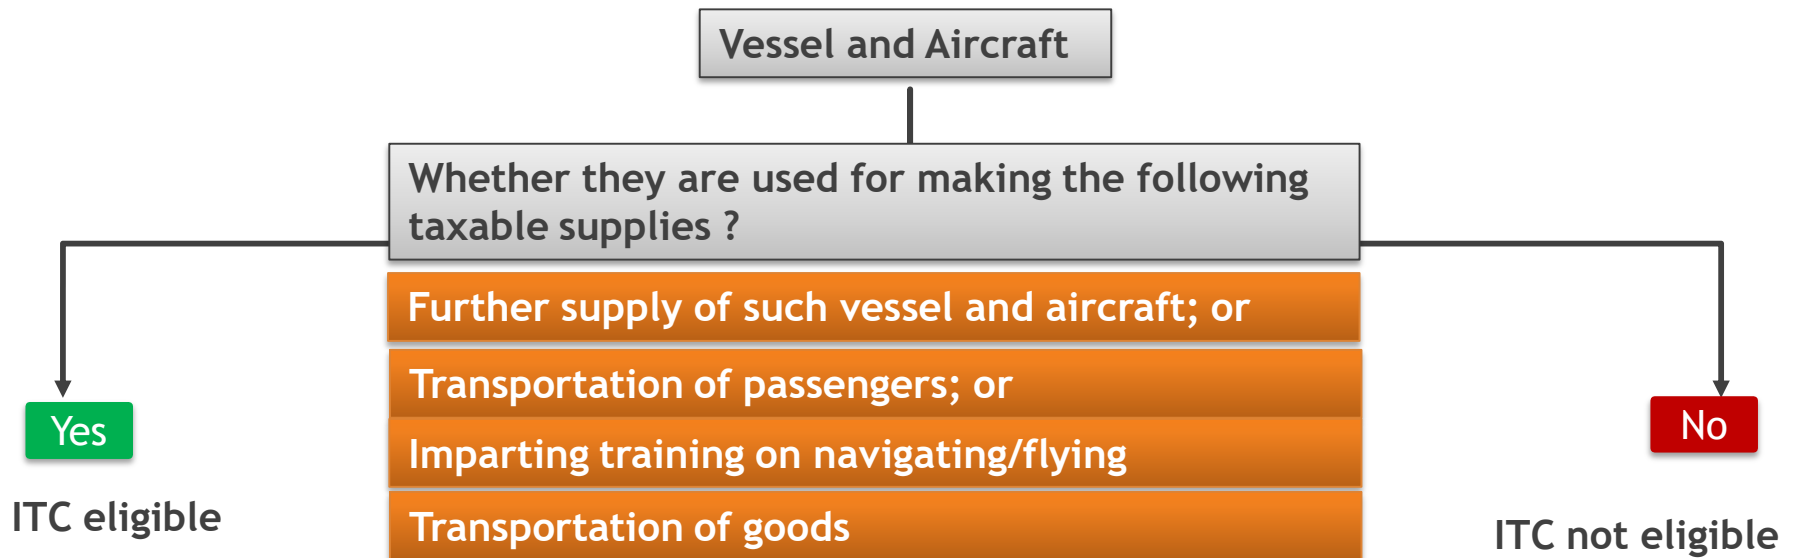 Vessel and Aircraft
Whether they are used for making the following
taxable supplies ?
Further supply of such vessel and aircraft; or
Transportation of passengers; or
Imparting training on navigating/flying
Transportation of goods
Yes
ITC eligible
No
ITC not eligible